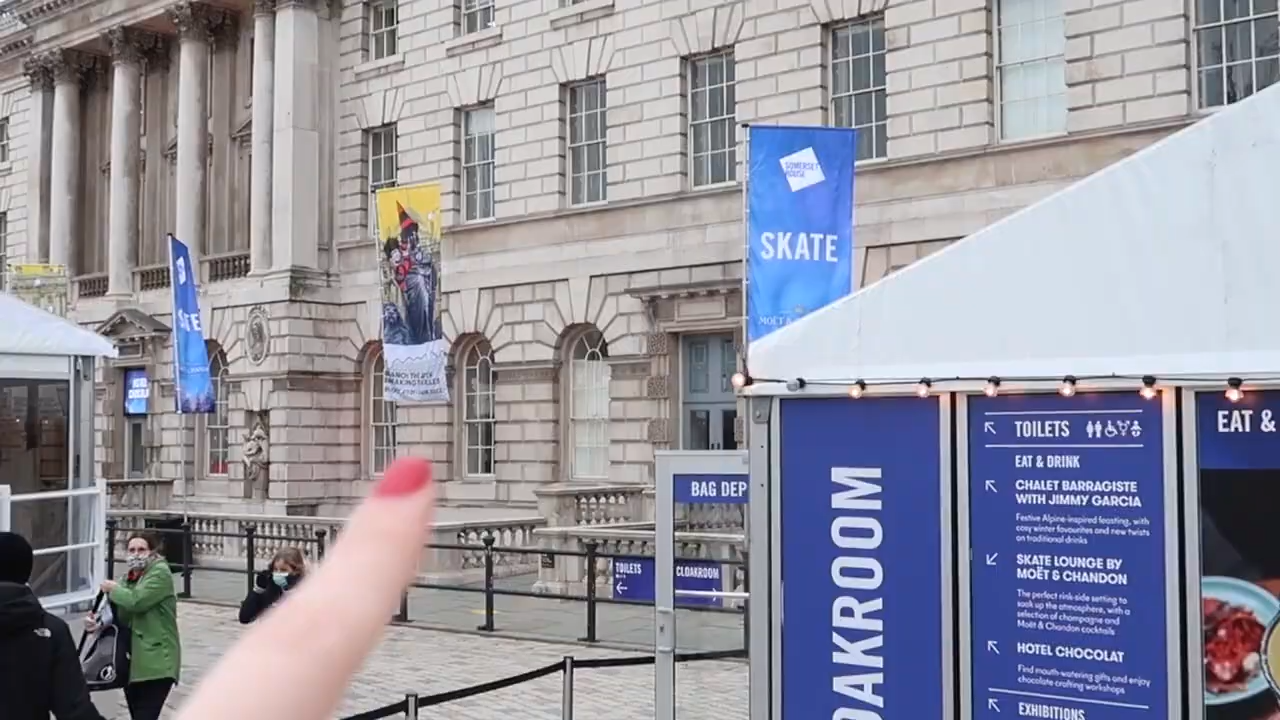 SOMERSET
HOUSE
SKATE
MOËT &
BAG DEP
TOILETS
CLOAKROOM
OAKROOM
TOILETS
EAT & DRINK
CHALET BARRAGISTE
WITH JIMMY GARCIA
Festive Alpine-inspired feasting, with
cosy winter favourites and new twists
on traditional drinks
SKATE LOUNGE BY
MOËT & CHANDON
The perfect rink-side setting to
soak up the atmosphere, with a
selection of champagne and
Moët & Chandon cocktails
HOTEL CHOCOLAT
Find mouth-watering gifts and enjoy
chocolate crafting workshops
EXHIBITIONS
EAT &